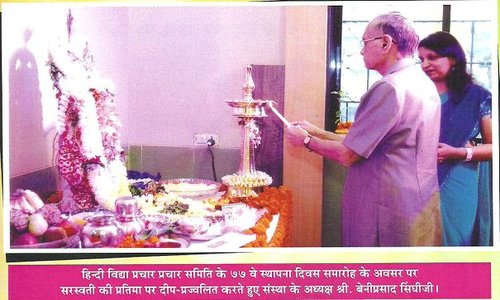 हिन्दी विद्या प्रचार प्रचार समिति के ७७ वे स्थापना दिवस समारोह के अवसर पर
सरस्वती की प्रतिमा पर दीप-प्रज्वलित करते हुए संस्था के अध्यक्ष श्री. बेनीप्रसाद सिंघीजी।